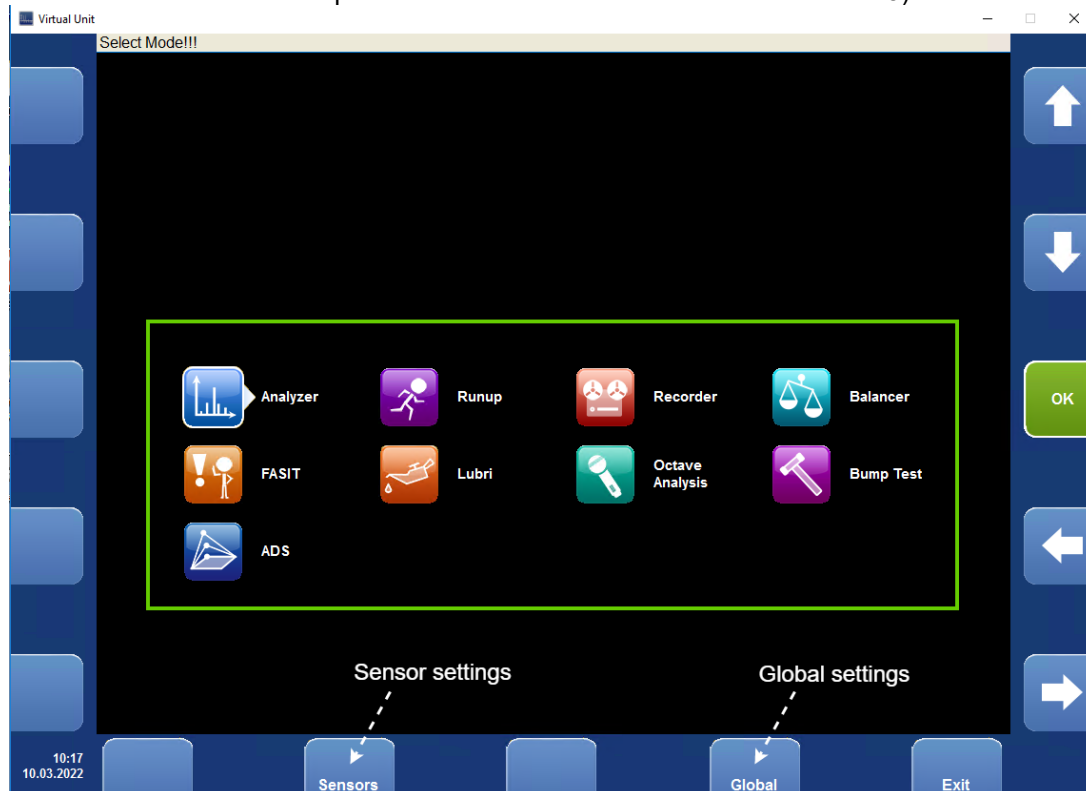 Virtual Unit
Select Mode!!!
Analyzer
Runup
Recorder
Balancer
OK
FASIT
Lubri
Octave
Analysis
Bump Test
ADS
Sensor settings
Global settings
10:17
10.03.2022
Sensors
Global
Exit